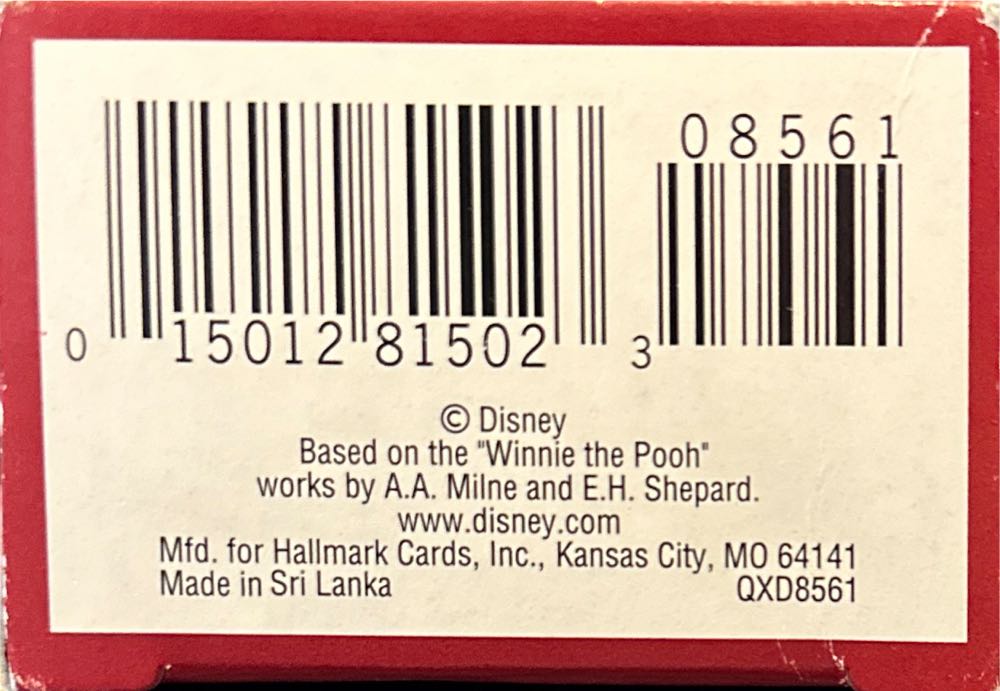 08561
0 15012 81502 3
© Disney
Based on the "Winnie the Pooh"
works by A.A. Milne and E.H. Shepard.
www.disney.com
Mfd. for Hallmark Cards, Inc., Kansas City, MO 64141
Made in Sri Lanka QXD8561